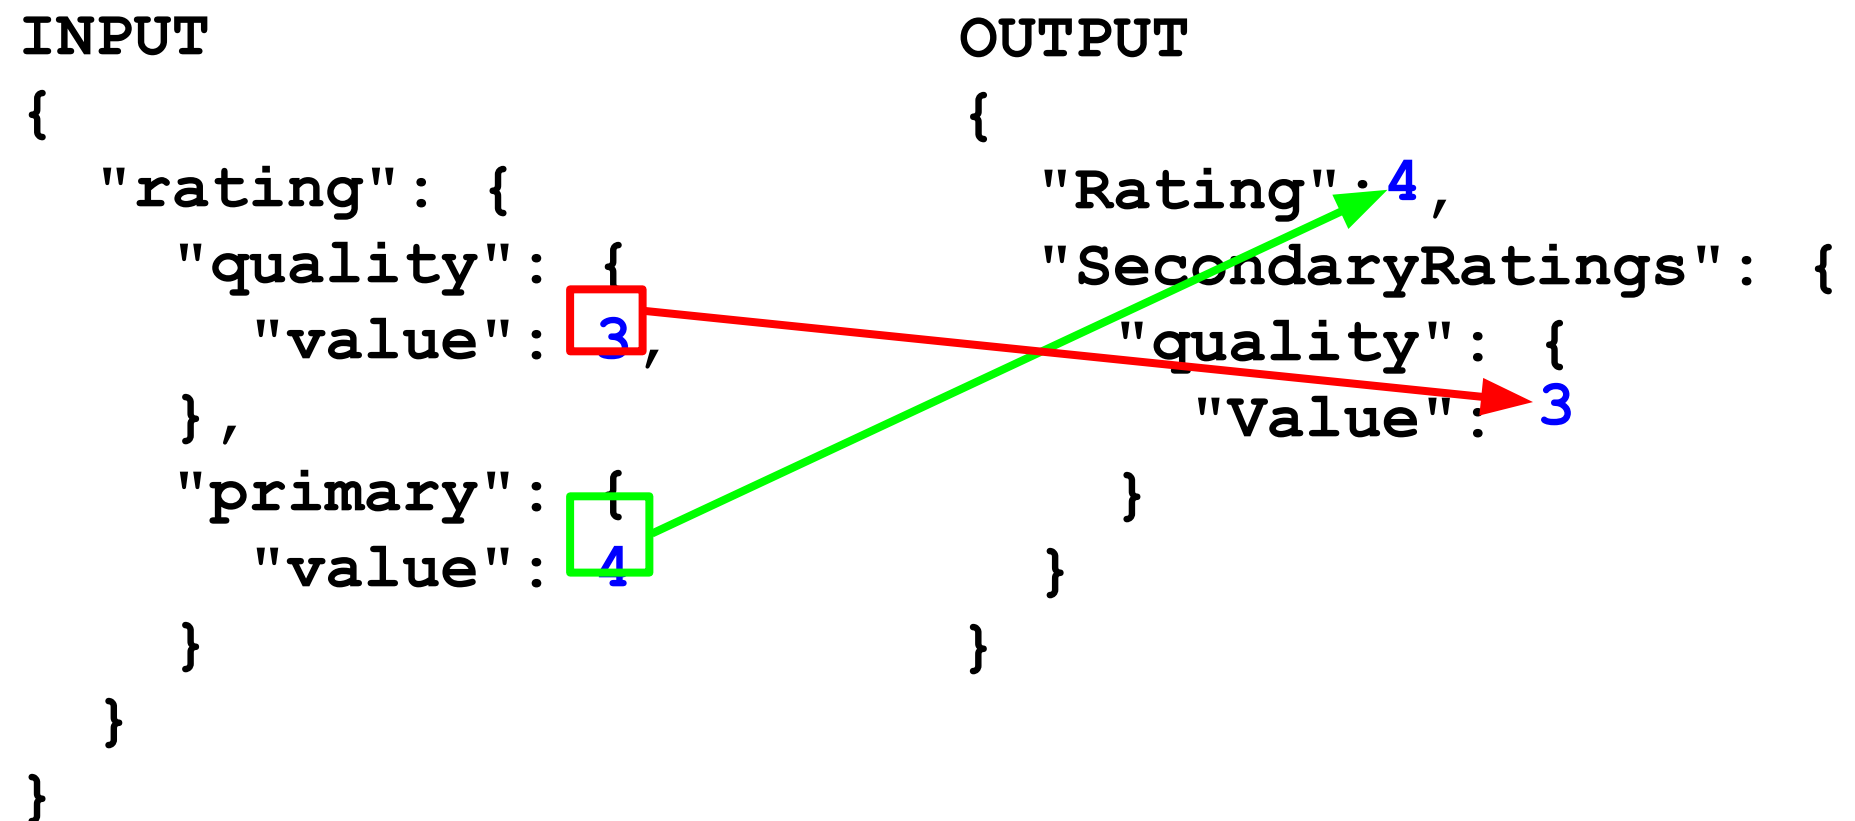 INPUT
{
"rating": {
"quality": {
"value": 3,
},
"primary": {
"value": 4
}
}
}
OUTPUT
{
"Rating":4,
"SecondaryRatings": {
"quality": {
"Value": 3
}
}
}